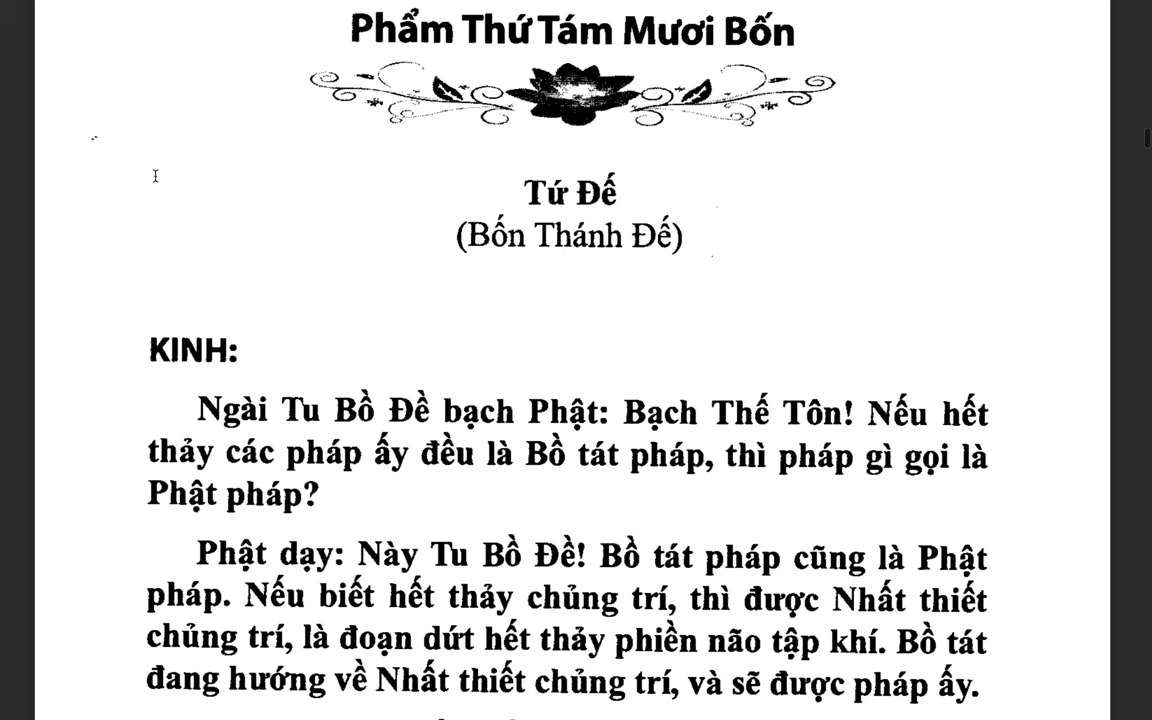 Phẩm Thứ Tám Mươi Bốn
Tứ Đế
(Bốn Thánh Đế)
KINH:
Ngài Tu Bồ Đề bạch Phật: Bạch Thế Tôn! Nếu hết
thảy các pháp ấy đều là Bồ tát pháp, thì pháp gì gọi là
Phật pháp?
Phật dạy: Này Tu Bồ Đề! Bồ tát pháp cũng là Phật
pháp. Nếu biết hết thảy chủng trí, thì được Nhất thiết
chủng trí, là đoạn dứt hết thảy phiền não tập khí. Bồ tát
đang hướng về Nhất thiết chủng trí, và sẽ được pháp ấy.